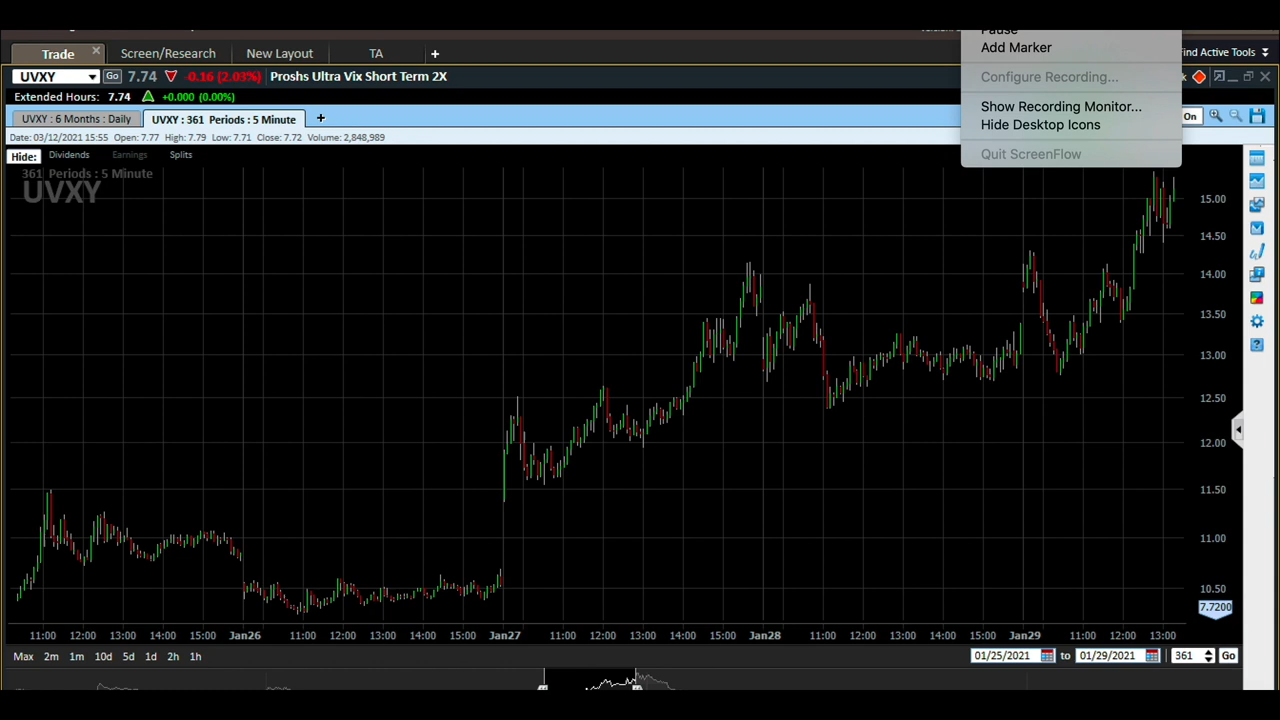 Pause
Add Marker
Configure Recording...
Show Recording Monitor...
Hide Desktop Icons
Quit ScreenFlow
Trade
Screen/Research
New Layout
TA
+
Find Active Tools
UVXY
Go
7.74
-0.16 (2.03%)
Proshs Ultra Vix Short Term 2X
Extended Hours: 7.74 +0.000 (0.00%)
UVXY : 6 Months : Daily
UVXY : 361 Periods : 5 Minute
+
On
Date: 03/12/2021 15:55 Open: 7.77 High: 7.79 Low: 7.71 Close: 7.72 Volume: 2,848,989
Hide: Dividends Earnings Splits
361 Periods : 5 Minute
UVXY
15.00
14.50
14.00
13.50
13.00
12.50
12.00
11.50
11.00
10.50
7.7200
11:00 12:00 13:00 14:00 15:00 Jan26 11:00 12:00 13:00 14:00 15:00 Jan27 11:00 12:00 13:00 14:00 15:00 Jan28 11:00 12:00 13:00 14:00 15:00 Jan29 11:00 12:00 13:00
Max 2m 1m 10d 5d 1d 2h 1h
01/25/2021 to 01/29/2021 361 Go